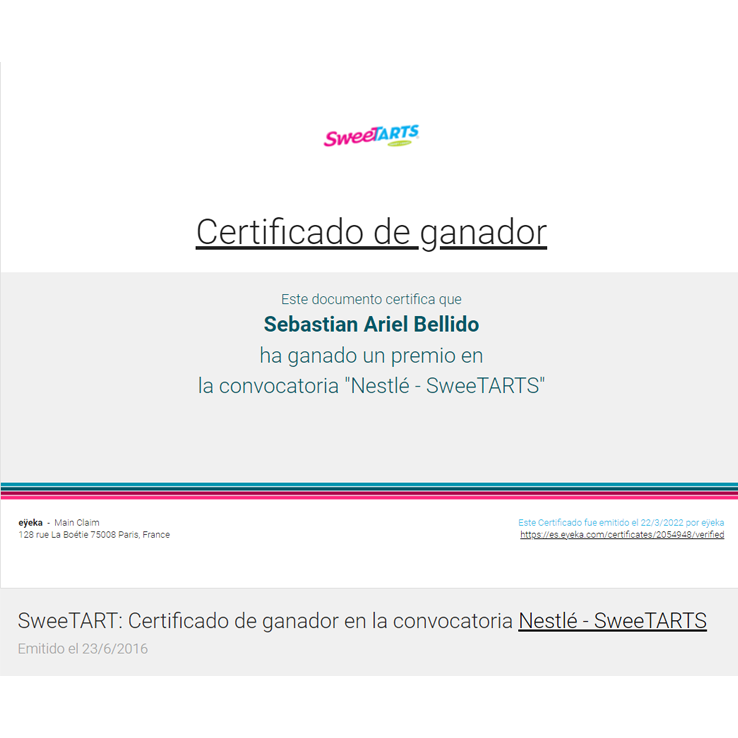 SweeTARTS
Certificado de ganador
Este documento certifica que
Sebastian Ariel Bellido
ha ganado un premio en
la convocatoria "Nestlé - SweeTARTS"
eÿeka - Main Claim
128 rue La Boétie 75008 Paris, France
Este Certificado fue emitido el 22/3/2022 por eÿeka
https://es.eyeka.com/certificates/2054948/verified
SweeTART: Certificado de ganador en la convocatoria Nestlé - SweeTARTS
Emitido el 23/6/2016